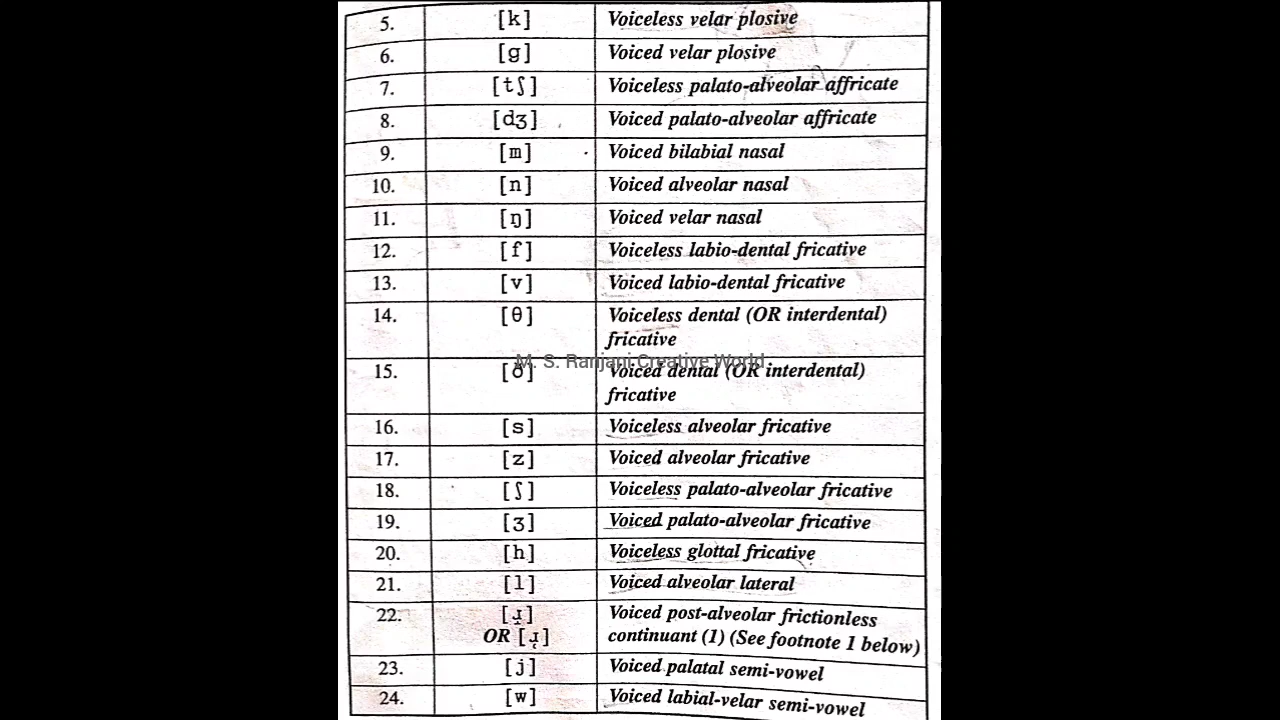 5. [k] Voiceless velar plosive
6. [g] Voiced velar plosive
7. [tʃ] Voiceless palato-alveolar affricate
8. [dʒ] Voiced palato-alveolar affricate
9. [m] Voiced bilabial nasal
10. [n] Voiced alveolar nasal
11. [ŋ] Voiced velar nasal
12. [f] Voiceless labio-dental fricative
13. [v] Voiced labio-dental fricative
14. [θ] Voiceless dental (OR interdental)
fricative
M. S. Ranjani Creative World
15. [ð] Voiced dental (OR interdental)
fricative
16. [s] Voiceless alveolar fricative
17. [z] Voiced alveolar fricative
18. [ʃ] Voiceless palato-alveolar fricative
19. [ʒ] Voiced palato-alveolar fricative
20. [h] Voiceless glottal fricative
21. [l] Voiced alveolar lateral
22. [ɹ̞] Voiced post-alveolar frictionless
OR [ɹ̞] continuant (1) (See footnote 1 below)
23. [j] Voiced palatal semi-vowel
24. [w] Voiced labial-velar semi-vowel